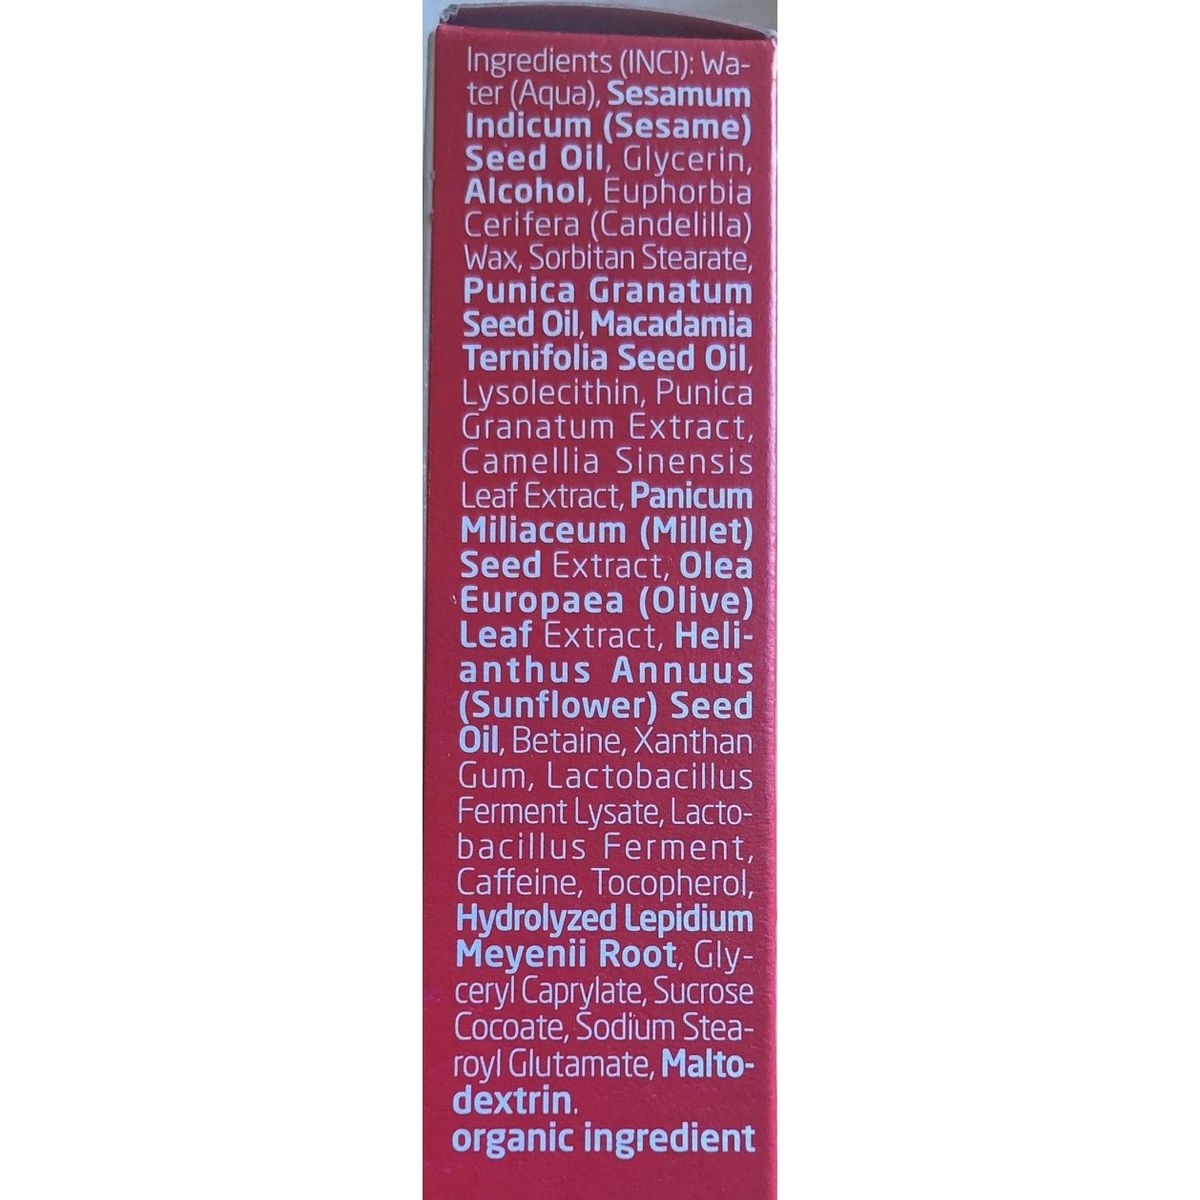 Ingredients (INCI): Wa-
ter (Aqua), Sesamum
Indicum (Sesame)
Seed Oil, Glycerin,
Alcohol, Euphorbia
Cerifera (Candelilla)
Wax, Sorbitan Stearate,
Punica Granatum
Seed Oil, Macadamia
Ternifolia Seed Oil,
Lysolecithin, Punica
Granatum Extract,
Camellia Sinensis
Leaf Extract, Panicum
Miliaceum (Millet)
Seed Extract, Olea
Europaea (Olive)
Leaf Extract, Heli-
anthus Annuus
(Sunflower) Seed
Oil, Betaine, Xanthan
Gum, Lactobacillus
Ferment Lysate, Lacto-
bacillus Ferment,
Caffeine, Tocopherol,
Hydrolyzed Lepidium
Meyenii Root, Gly-
ceryl Caprylate, Sucrose
Cocoate, Sodium Stea-
royl Glutamate, Malto-
dextrin.
organic ingredient